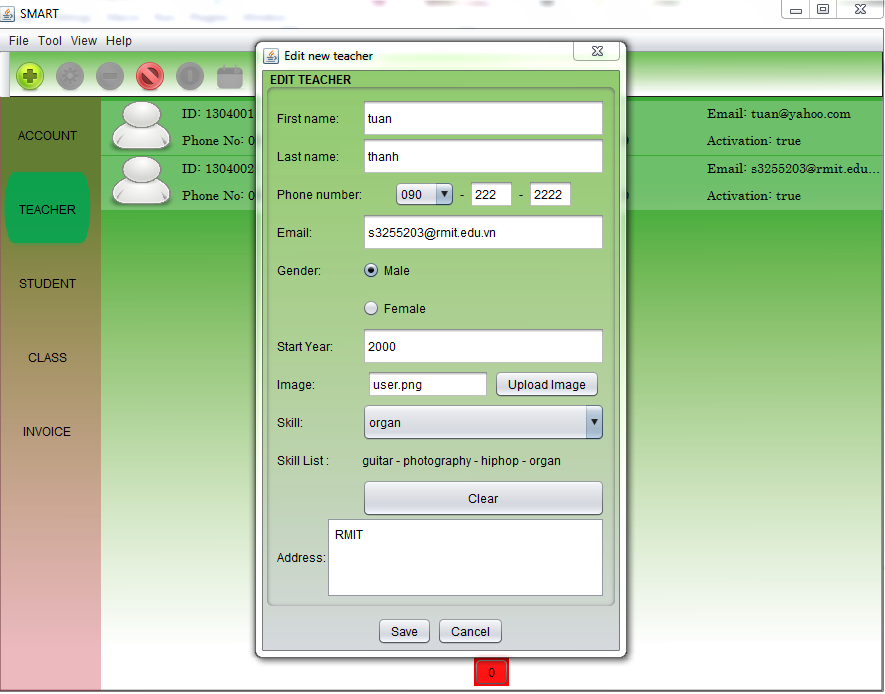 SMART
File Tool View Help
Edit new teacher
EDIT TEACHER
ACCOUNT
TEACHER
STUDENT
CLASS
INVOICE
ID: 1304001
Phone No: 0
Email: tuan@yahoo.com
Activation: true
ID: 1304002
Phone No: 0
Email: s3255203@rmit.edu...
Activation: true
First name: tuan
Last name: thanh
Phone number: 090 - 222 - 2222
Email: s3255203@rmit.edu.vn
Gender: Male
Female
Start Year: 2000
Image: user.png Upload Image
Skill: organ
Skill List : guitar - photography - hiphop - organ
Clear
Address: RMIT
Save Cancel
0